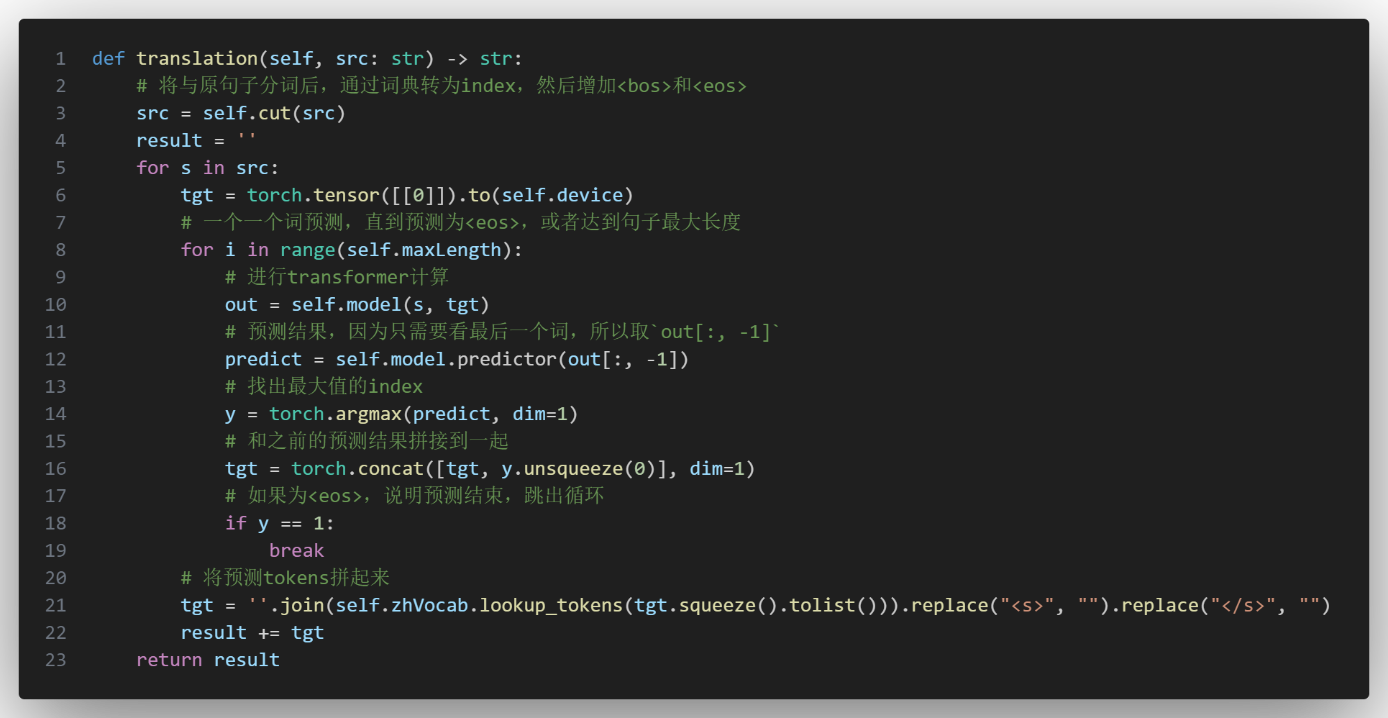 1 def translation(self, src: str) -> str:
2 # 将与原句子分词后，通过词典转为index，然后增加<bos>和<eos>
3 src = self.cut(src)
4 result = ''
5 for s in src:
6 tgt = torch.tensor([[0]]).to(self.device)
7 # 一个一个词预测，直到预测为<eos>，或者达到句子最大长度
8 for i in range(self.maxLength):
9 # 进行transformer计算
10 out = self.model(s, tgt)
11 # 预测结果，因为只需要看最后一个词，所以取`out[:, -1]`
12 predict = self.model.predictor(out[:, -1])
13 # 找出最大值的index
14 y = torch.argmax(predict, dim=1)
15 # 和之前的预测结果拼接到一起
16 tgt = torch.concat([tgt, y.unsqueeze(0)], dim=1)
17 # 如果为<eos>，说明预测结束，跳出循环
18 if y == 1:
19 break
20 # 将预测tokens拼起来
21 tgt = ''.join(self.zhVocab.lookup_tokens(tgt.squeeze().tolist())).replace("<s>", "").replace("</s>", "")
22 result += tgt
23 return result